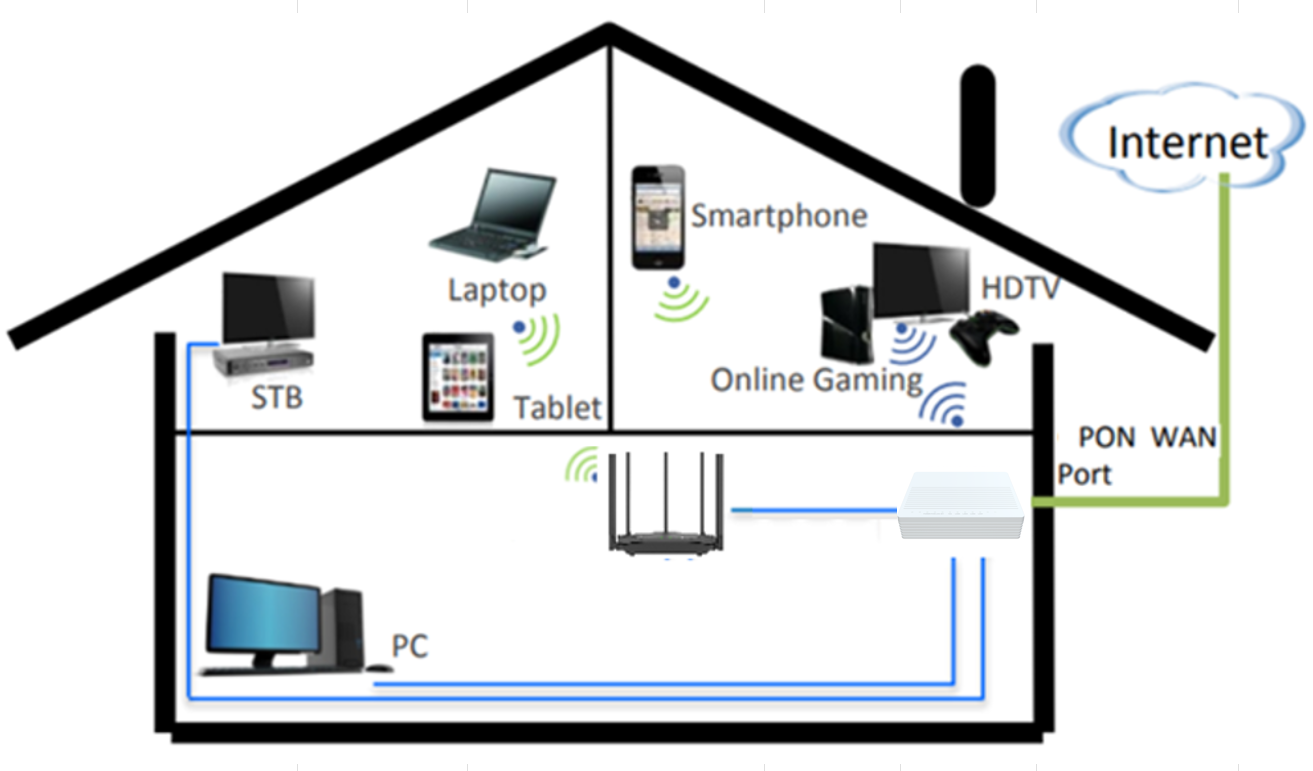 Internet
Smartphone
Laptop
HDTV
STB
Tablet
Online Gaming
PON WAN
Port
PC